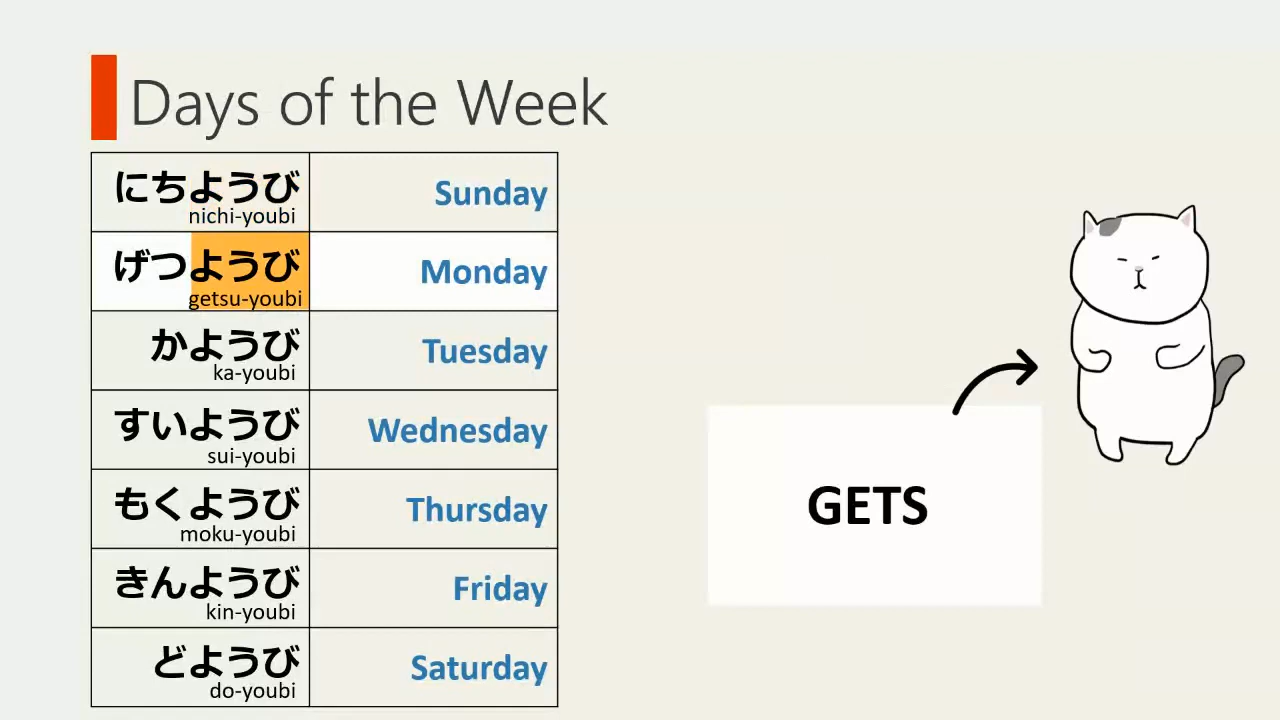 Days of the Week
にちようび
nichi-youbi
Sunday
げつようび
getsu-youbi
Monday
かようび
ka-youbi
Tuesday
すいようび
sui-youbi
Wednesday
もくようび
moku-youbi
Thursday
きんようび
kin-youbi
Friday
どようび
do-youbi
Saturday
GETS